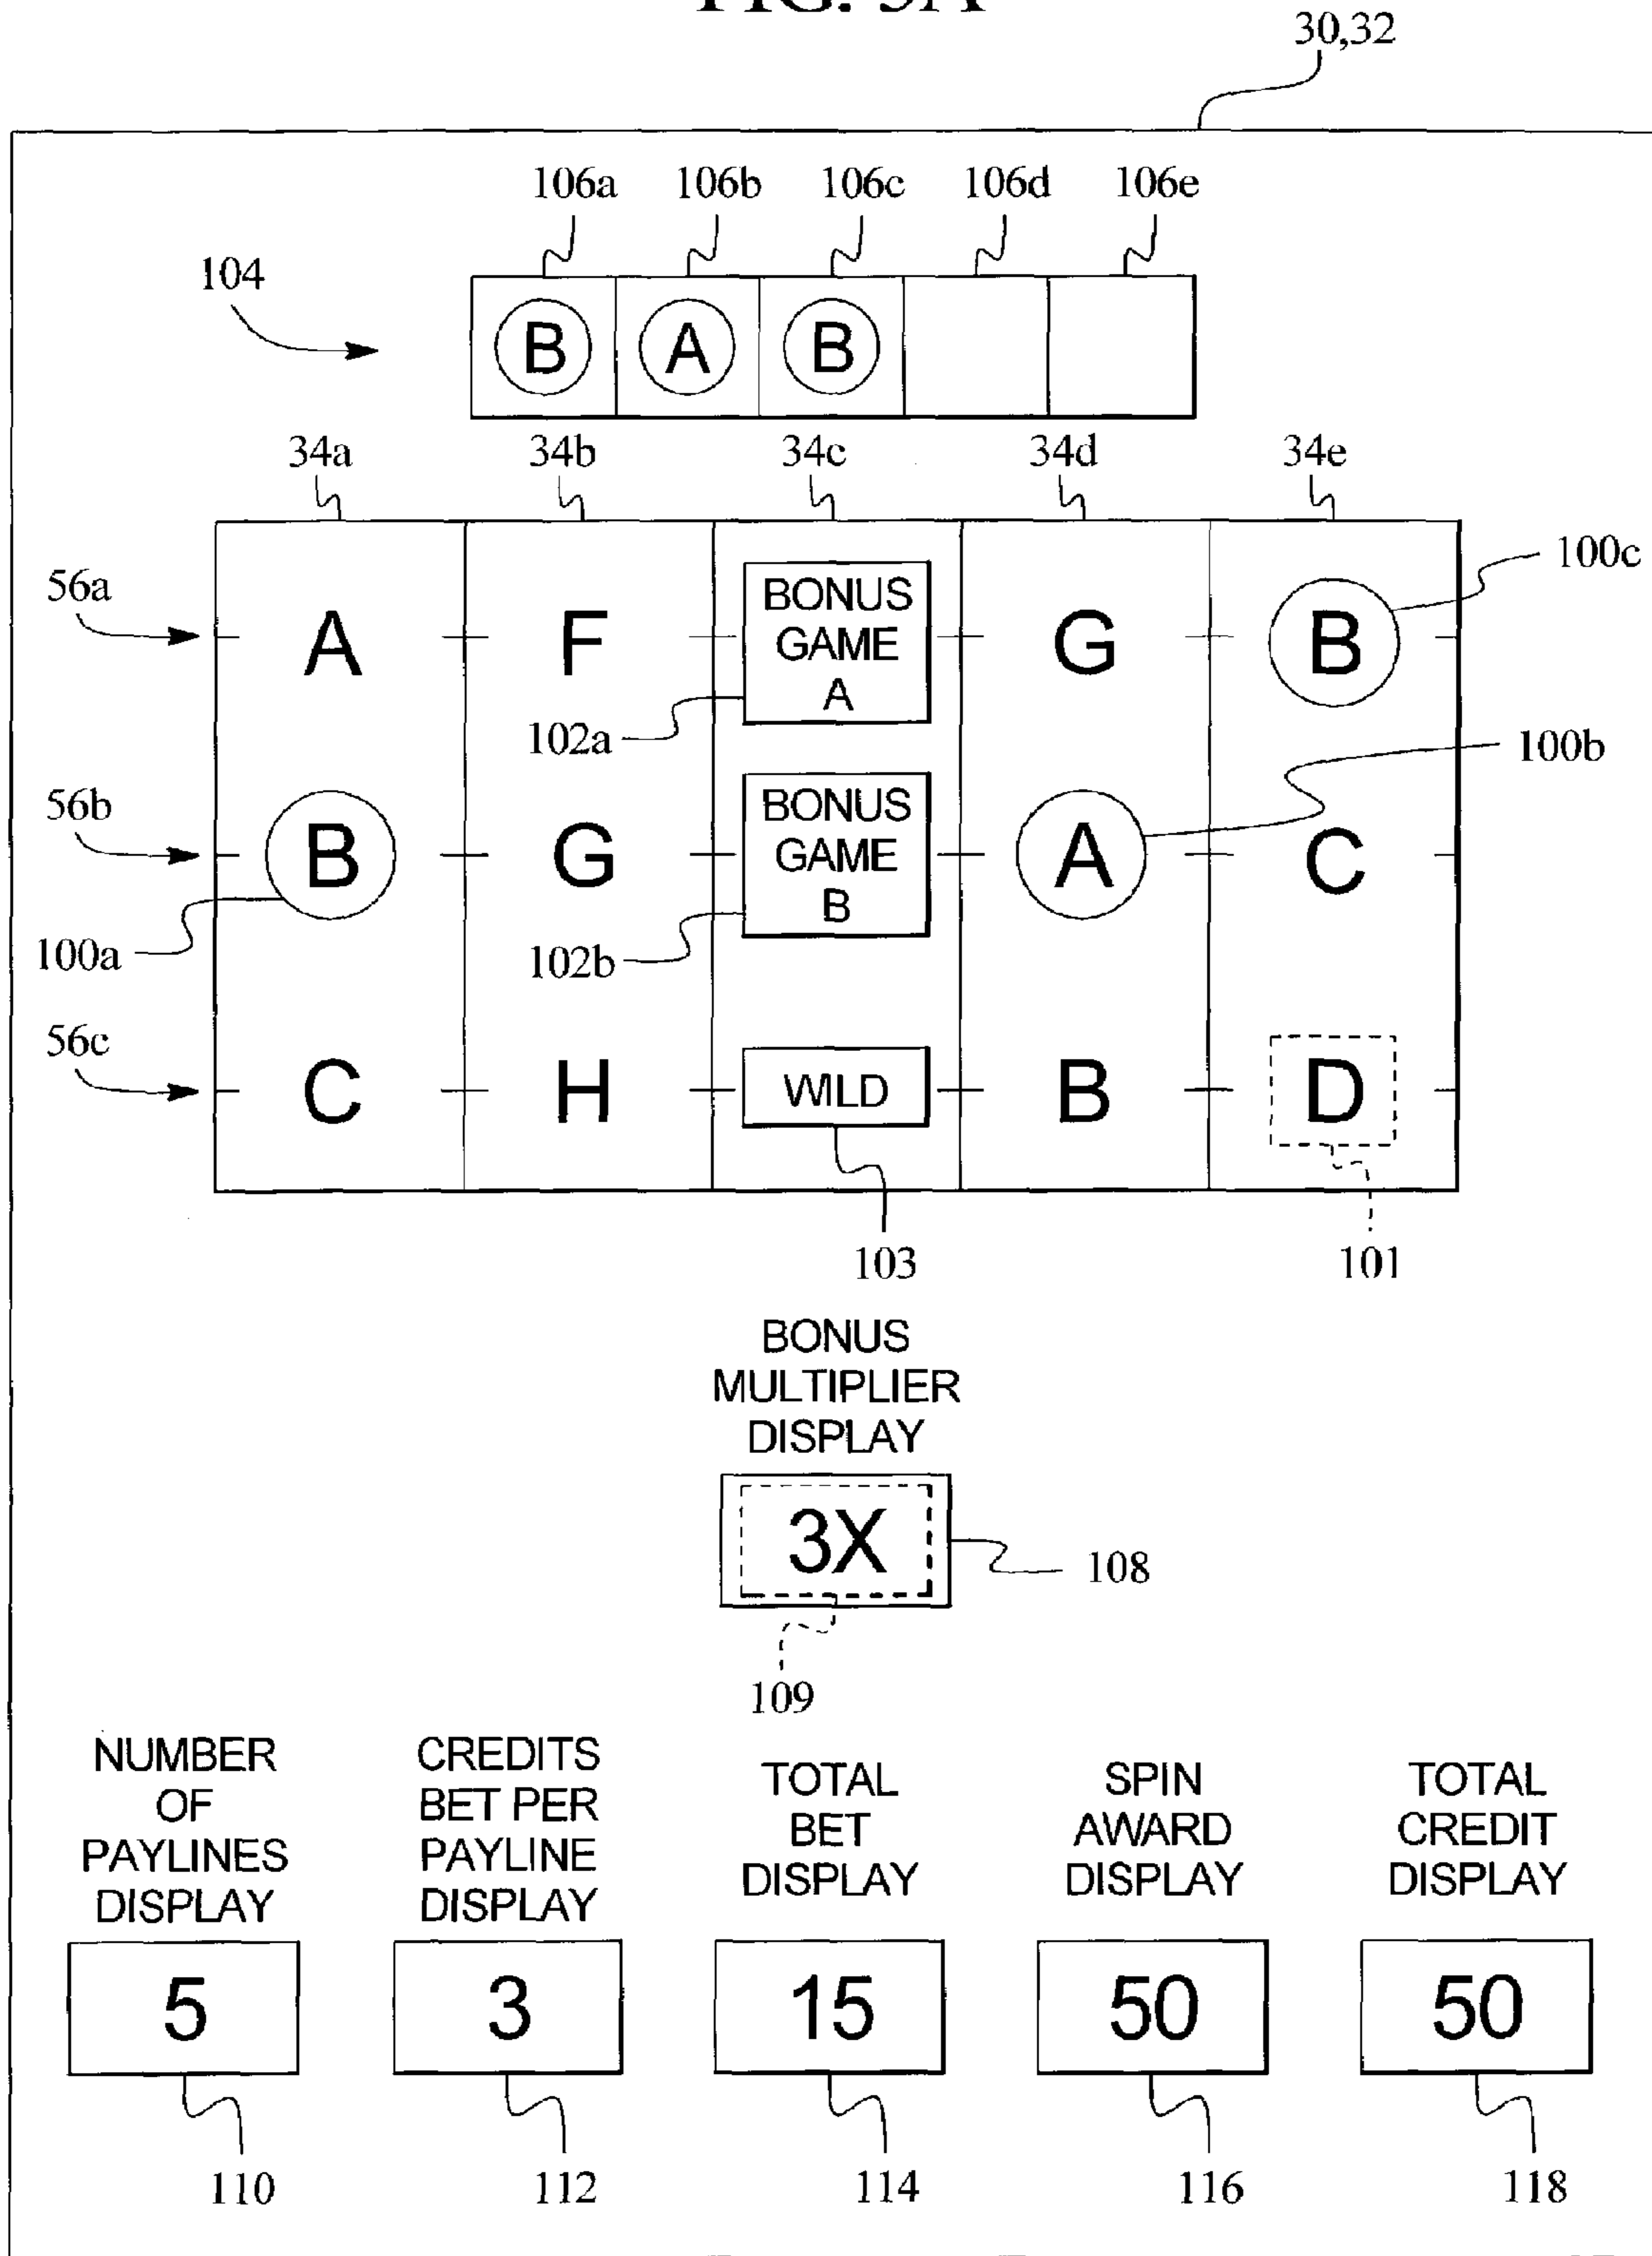 FIG. 5A
30,32
106a 106b 106c 106d 106e
104
B A B
34a 34b 34c 34d 34e
100c
56a
A F BONUS GAME A G B
102a
100b
56b
B G BONUS GAME B A C
100a
102b
56c
C H WILD B D
103 101
BONUS
MULTIPLIER
DISPLAY
3X
108
109
NUMBER
OF
PAYLINES
DISPLAY
5
110
CREDITS
BET PER
PAYLINE
DISPLAY
3
112
TOTAL
BET
DISPLAY
15
114
SPIN
AWARD
DISPLAY
50
116
TOTAL
CREDIT
DISPLAY
50
118